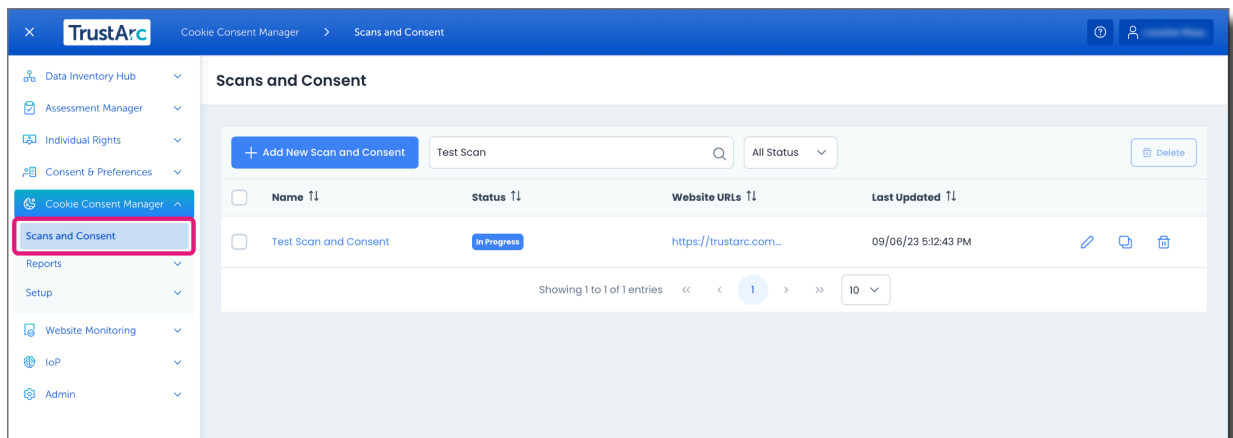 TrustArc
Cookie Consent Manager > Scans and Consent
Data Inventory Hub
Assessment Manager
Individual Rights
Consent & Preferences
Cookie Consent Manager
Scans and Consent
Reports
Setup
Website Monitoring
IoP
Admin
Scans and Consent
+ Add New Scan and Consent
Test Scan
All Status
Delete
Name Status Website URLs Last Updated
Test Scan and Consent In Progress https://trustarc.com... 09/06/23 5:12:43 PM
Showing 1 to 1 of 1 entries << < 1 > >> 10